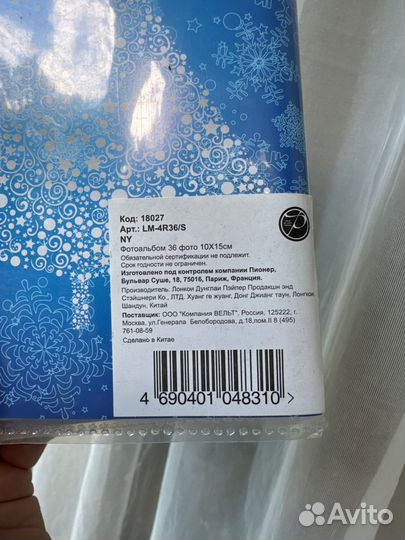 Код: 18027
Арт.: LM-4R36/S
NY
Фотоальбом 36 фото 10Х15см
Обязательной сертификации не подлежит.
Срок годности не ограничен.
Изготовлено под контролем компании Пионер,
Бульвар Суше, 18, 75016, Париж, Франция.
Производитель: Лонкои Дунглаи Пэйпер Продакшн энд
Стэйшнери Ко., ЛТД. Хуанг ге жуанг, Донг Джианг таун, Лонгкои,
Шандун. Китай
Поставщик: ООО "Компания ВЕЛЬТ", Россия, 125222, г.
Москва, ул.Генерала Белобородова, д.18,пом.II 8 (495)
761-08-59
Сделано в Китае
4 690401 048310 >
Avito